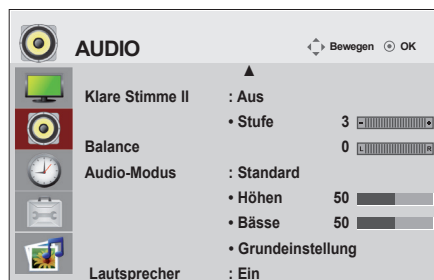 AUDIO Bewegen OK
Klare Stimme II : Aus
• Stufe 3 - +
Balance 0 L R
Audio-Modus : Standard
• Höhen 50
• Bässe 50
• Grundeinstellung
Lautsprecher : Ein